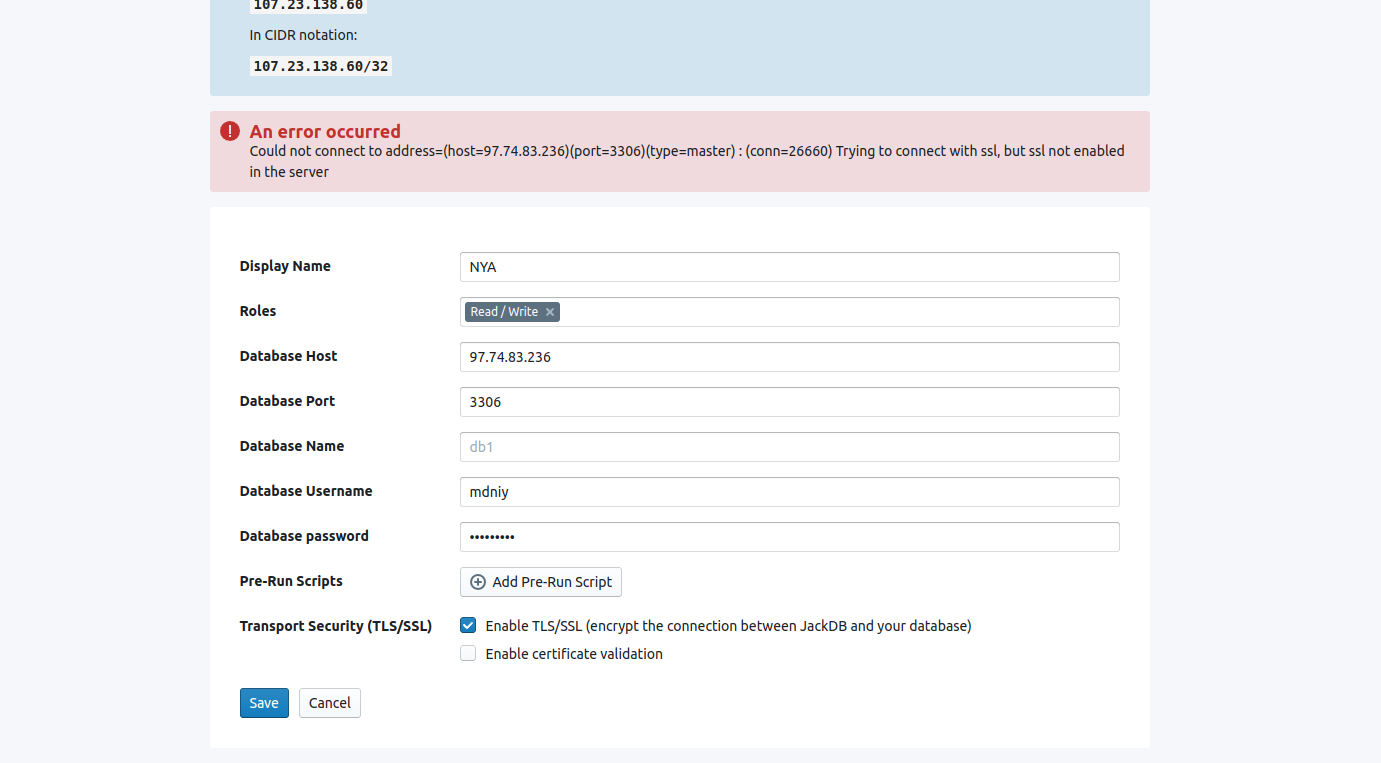 107.23.138.60
In CIDR notation:
107.23.138.60/32
An error occurred
Could not connect to address=(host=97.74.83.236)(port=3306)(type=master) : (conn=26660) Trying to connect with ssl, but ssl not enabled
in the server
Display Name NYA
Roles Read / Write ×
Database Host 97.74.83.236
Database Port 3306
Database Name db1
Database Username mdniy
Database password •••••••••
Pre-Run Scripts Add Pre-Run Script
Transport Security (TLS/SSL) Enable TLS/SSL (encrypt the connection between JackDB and your database)
Enable certificate validation
Save Cancel